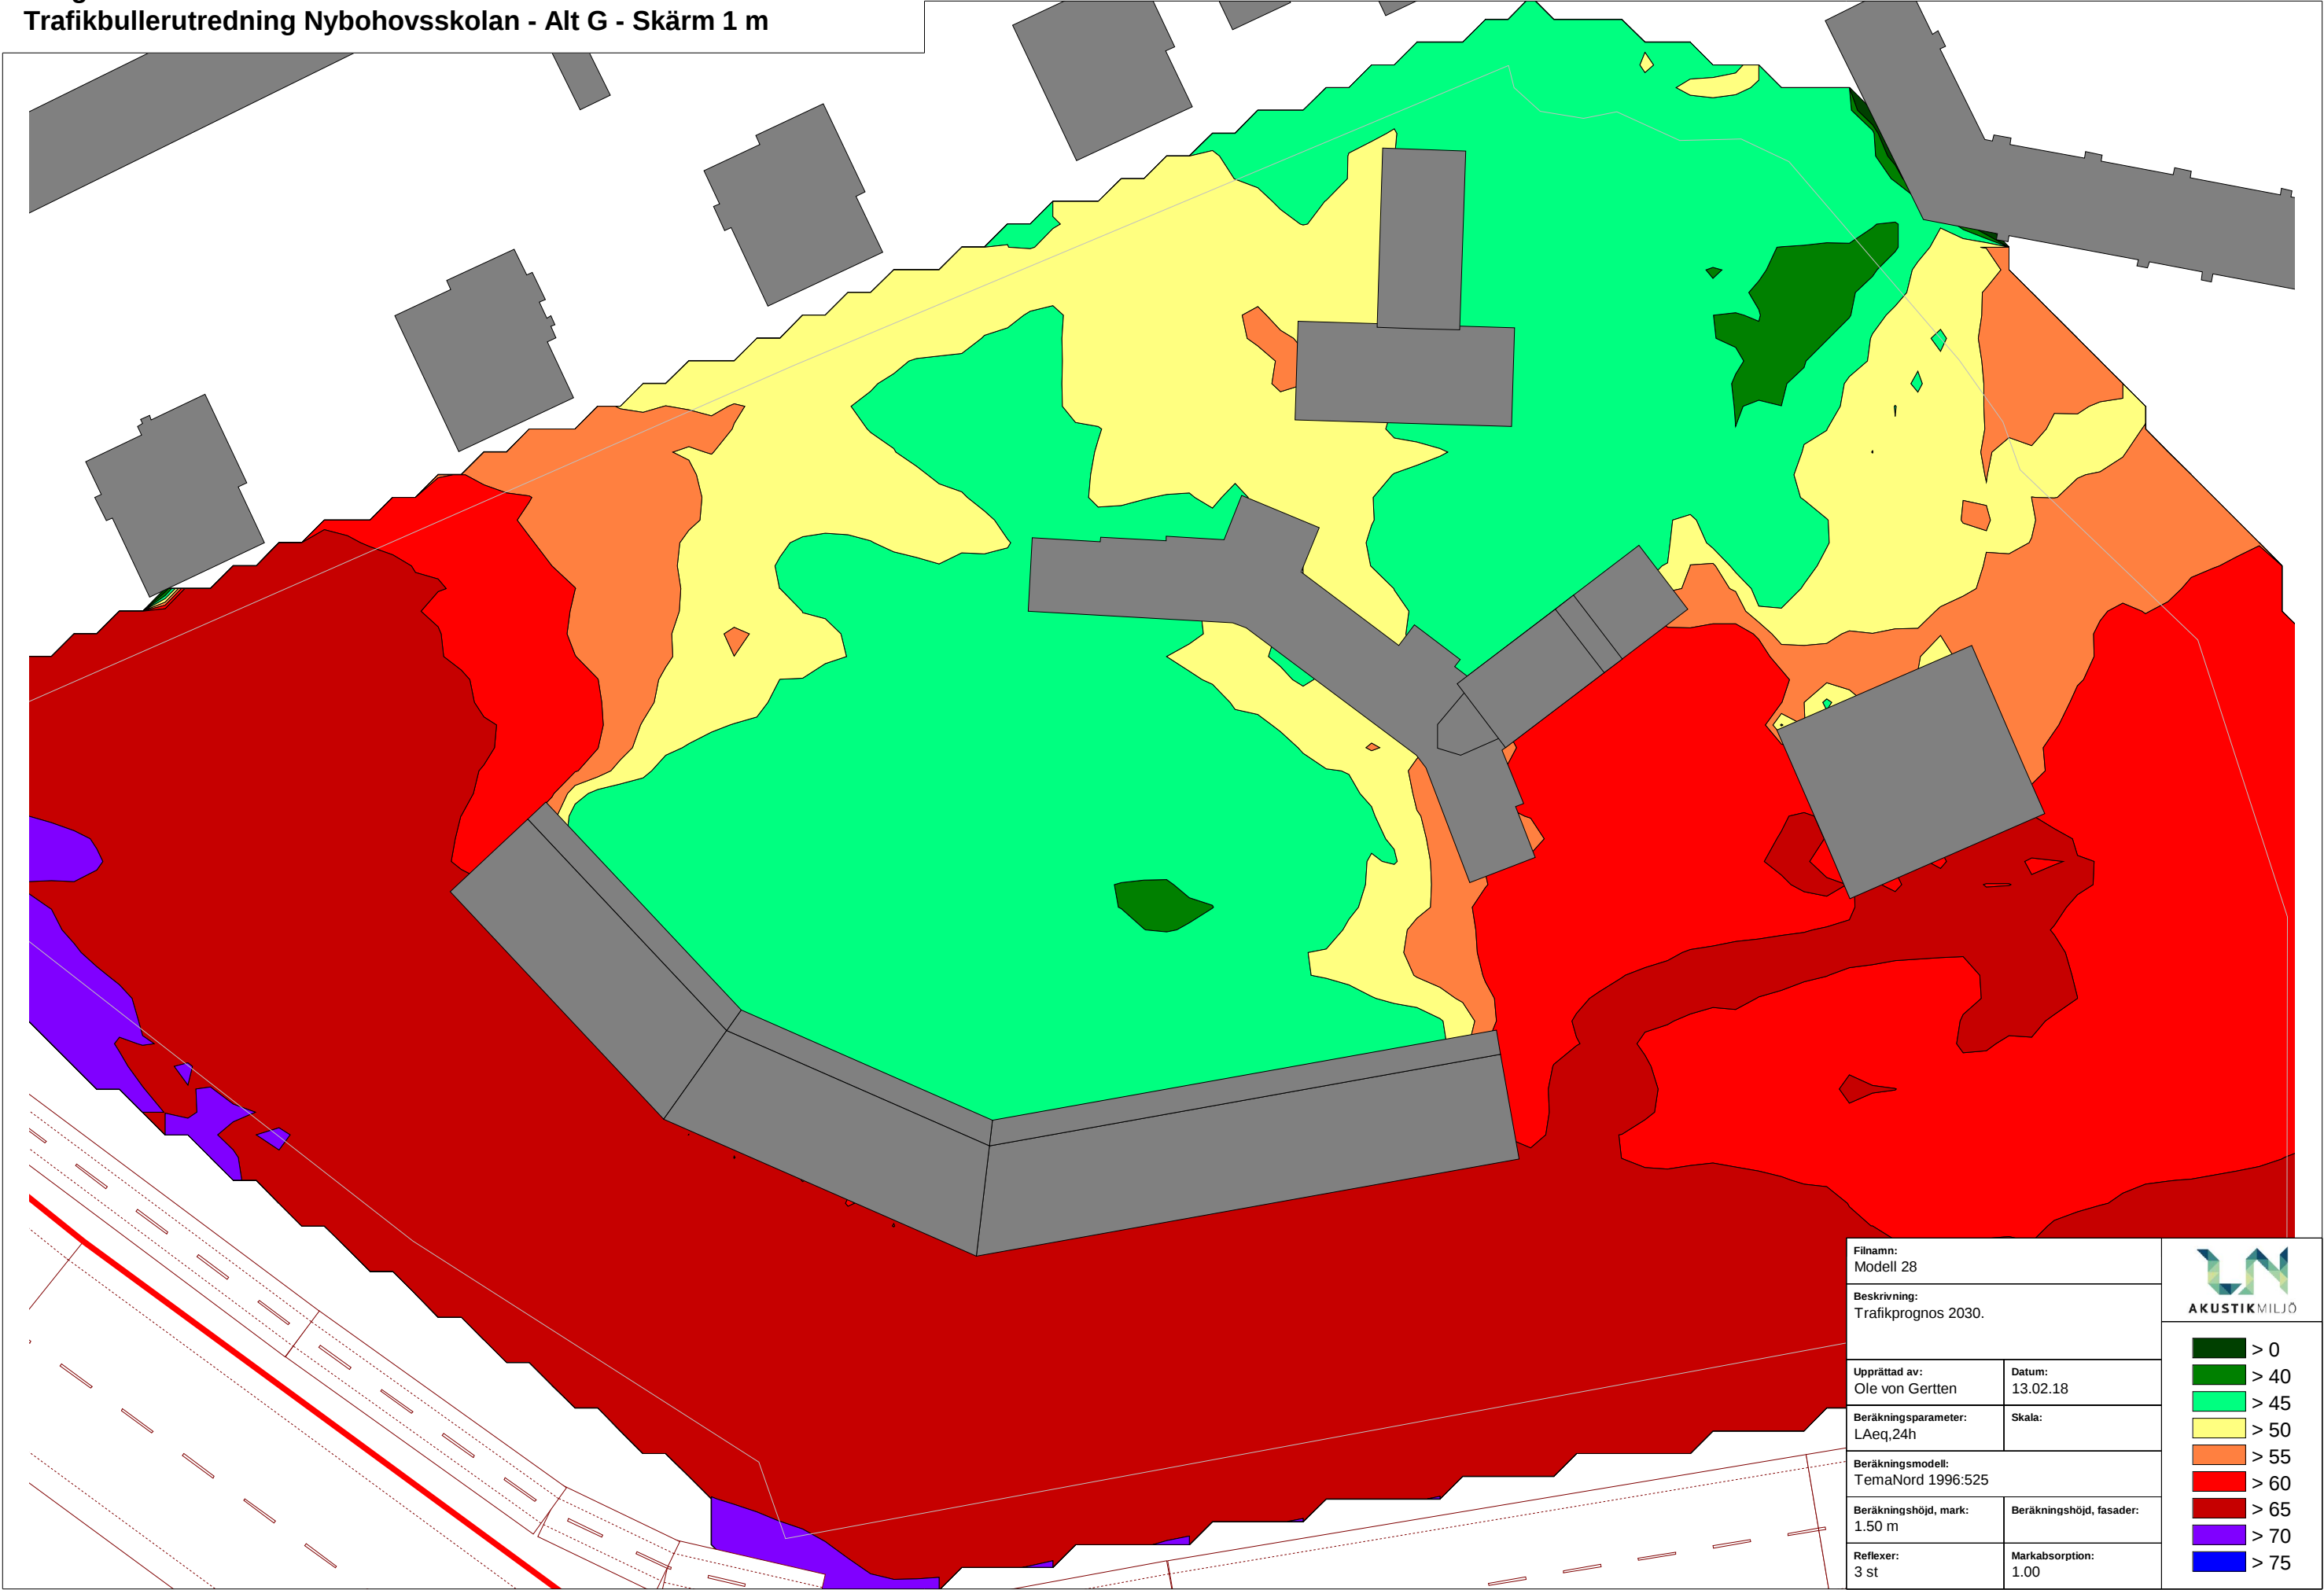 Trafikbullerutredning Nybohovsskolan - Alt G - Skärm 1 m
Filnamn:
Modell 28
Beskrivning:
Trafikprognos 2030.
Upprättad av:
Ole von Gertten
Datum:
13.02.18
Beräkningsparameter:
LAeq,24h
Skala:
Beräkningsmodell:
TemaNord 1996:525
Beräkningshöjd, mark:
1.50 m
Beräkningshöjd, fasader:
Reflexer:
3 st
Markabsorption:
1.00
AKUSTIKMILJÖ
> 0
> 40
> 45
> 50
> 55
> 60
> 65
> 70
> 75